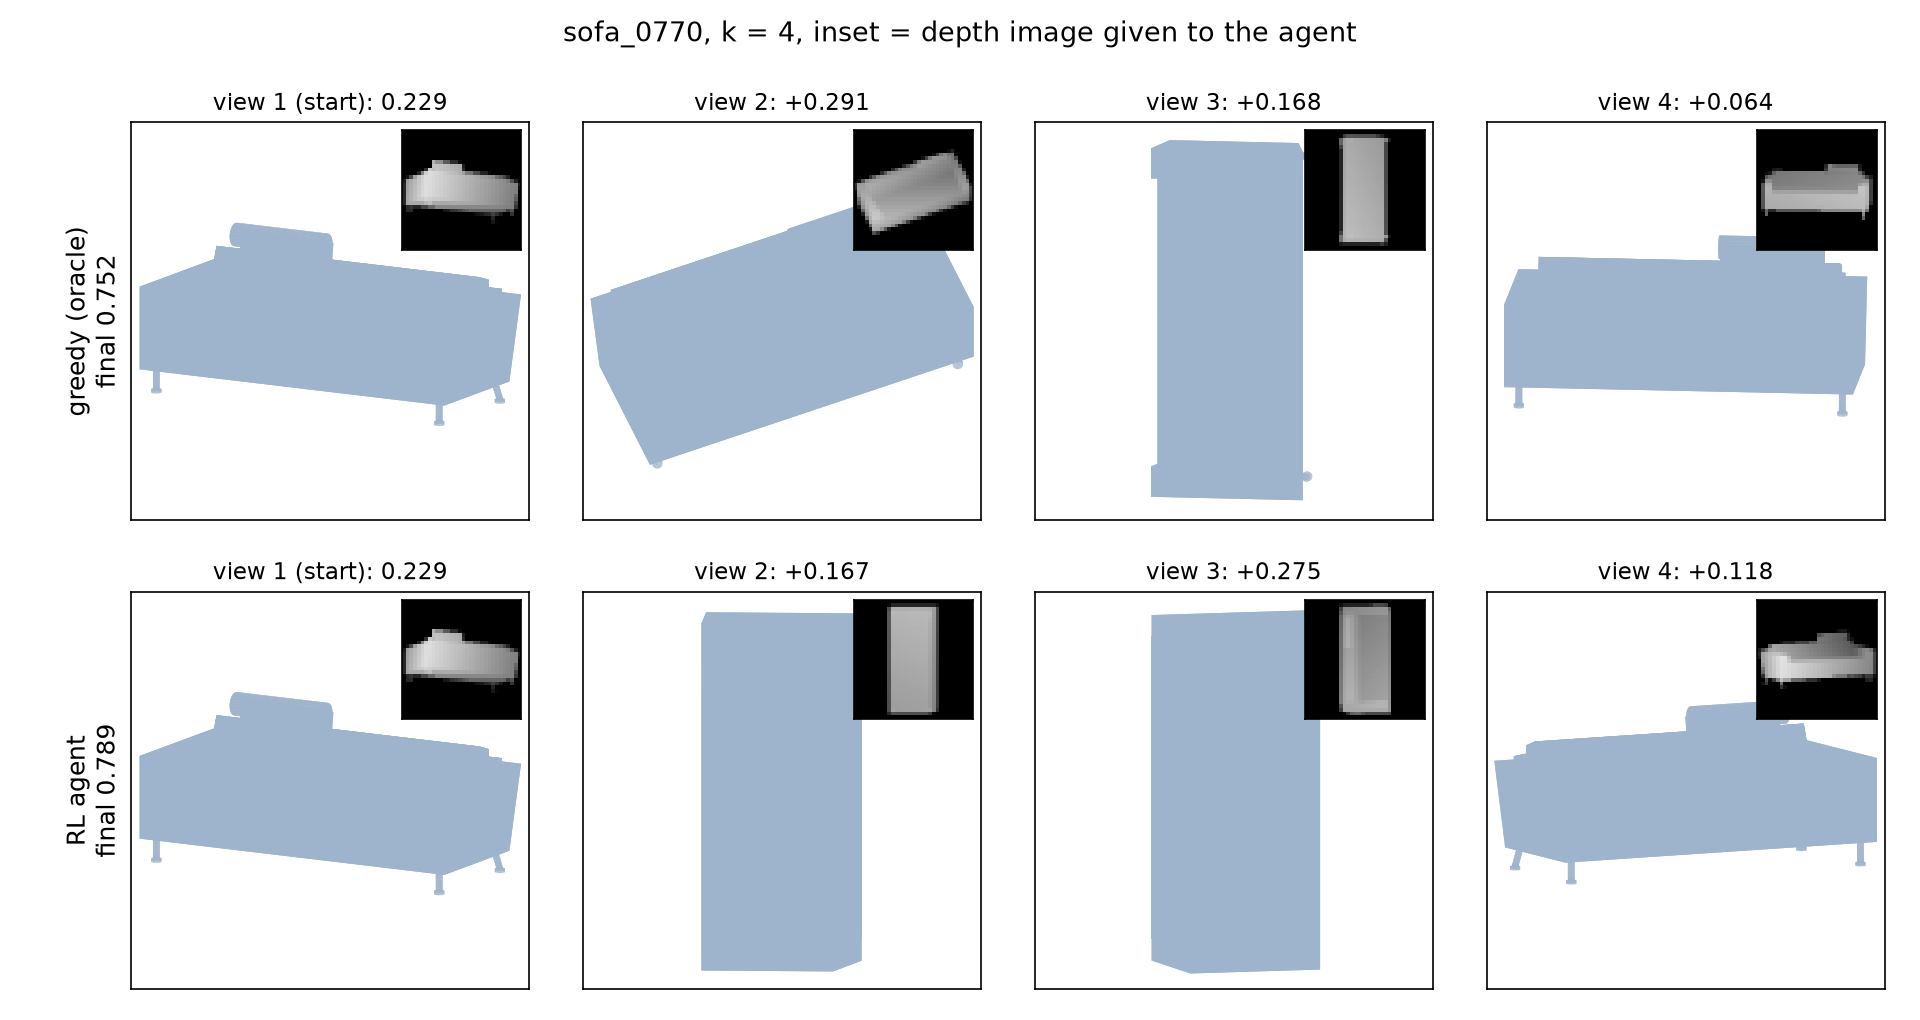 sofa_0770, k = 4, inset = depth image given to the agent
greedy (oracle)
final 0.752
view 1 (start): 0.229
view 2: +0.291
view 3: +0.168
view 4: +0.064
RL agent
final 0.789
view 1 (start): 0.229
view 2: +0.167
view 3: +0.275
view 4: +0.118